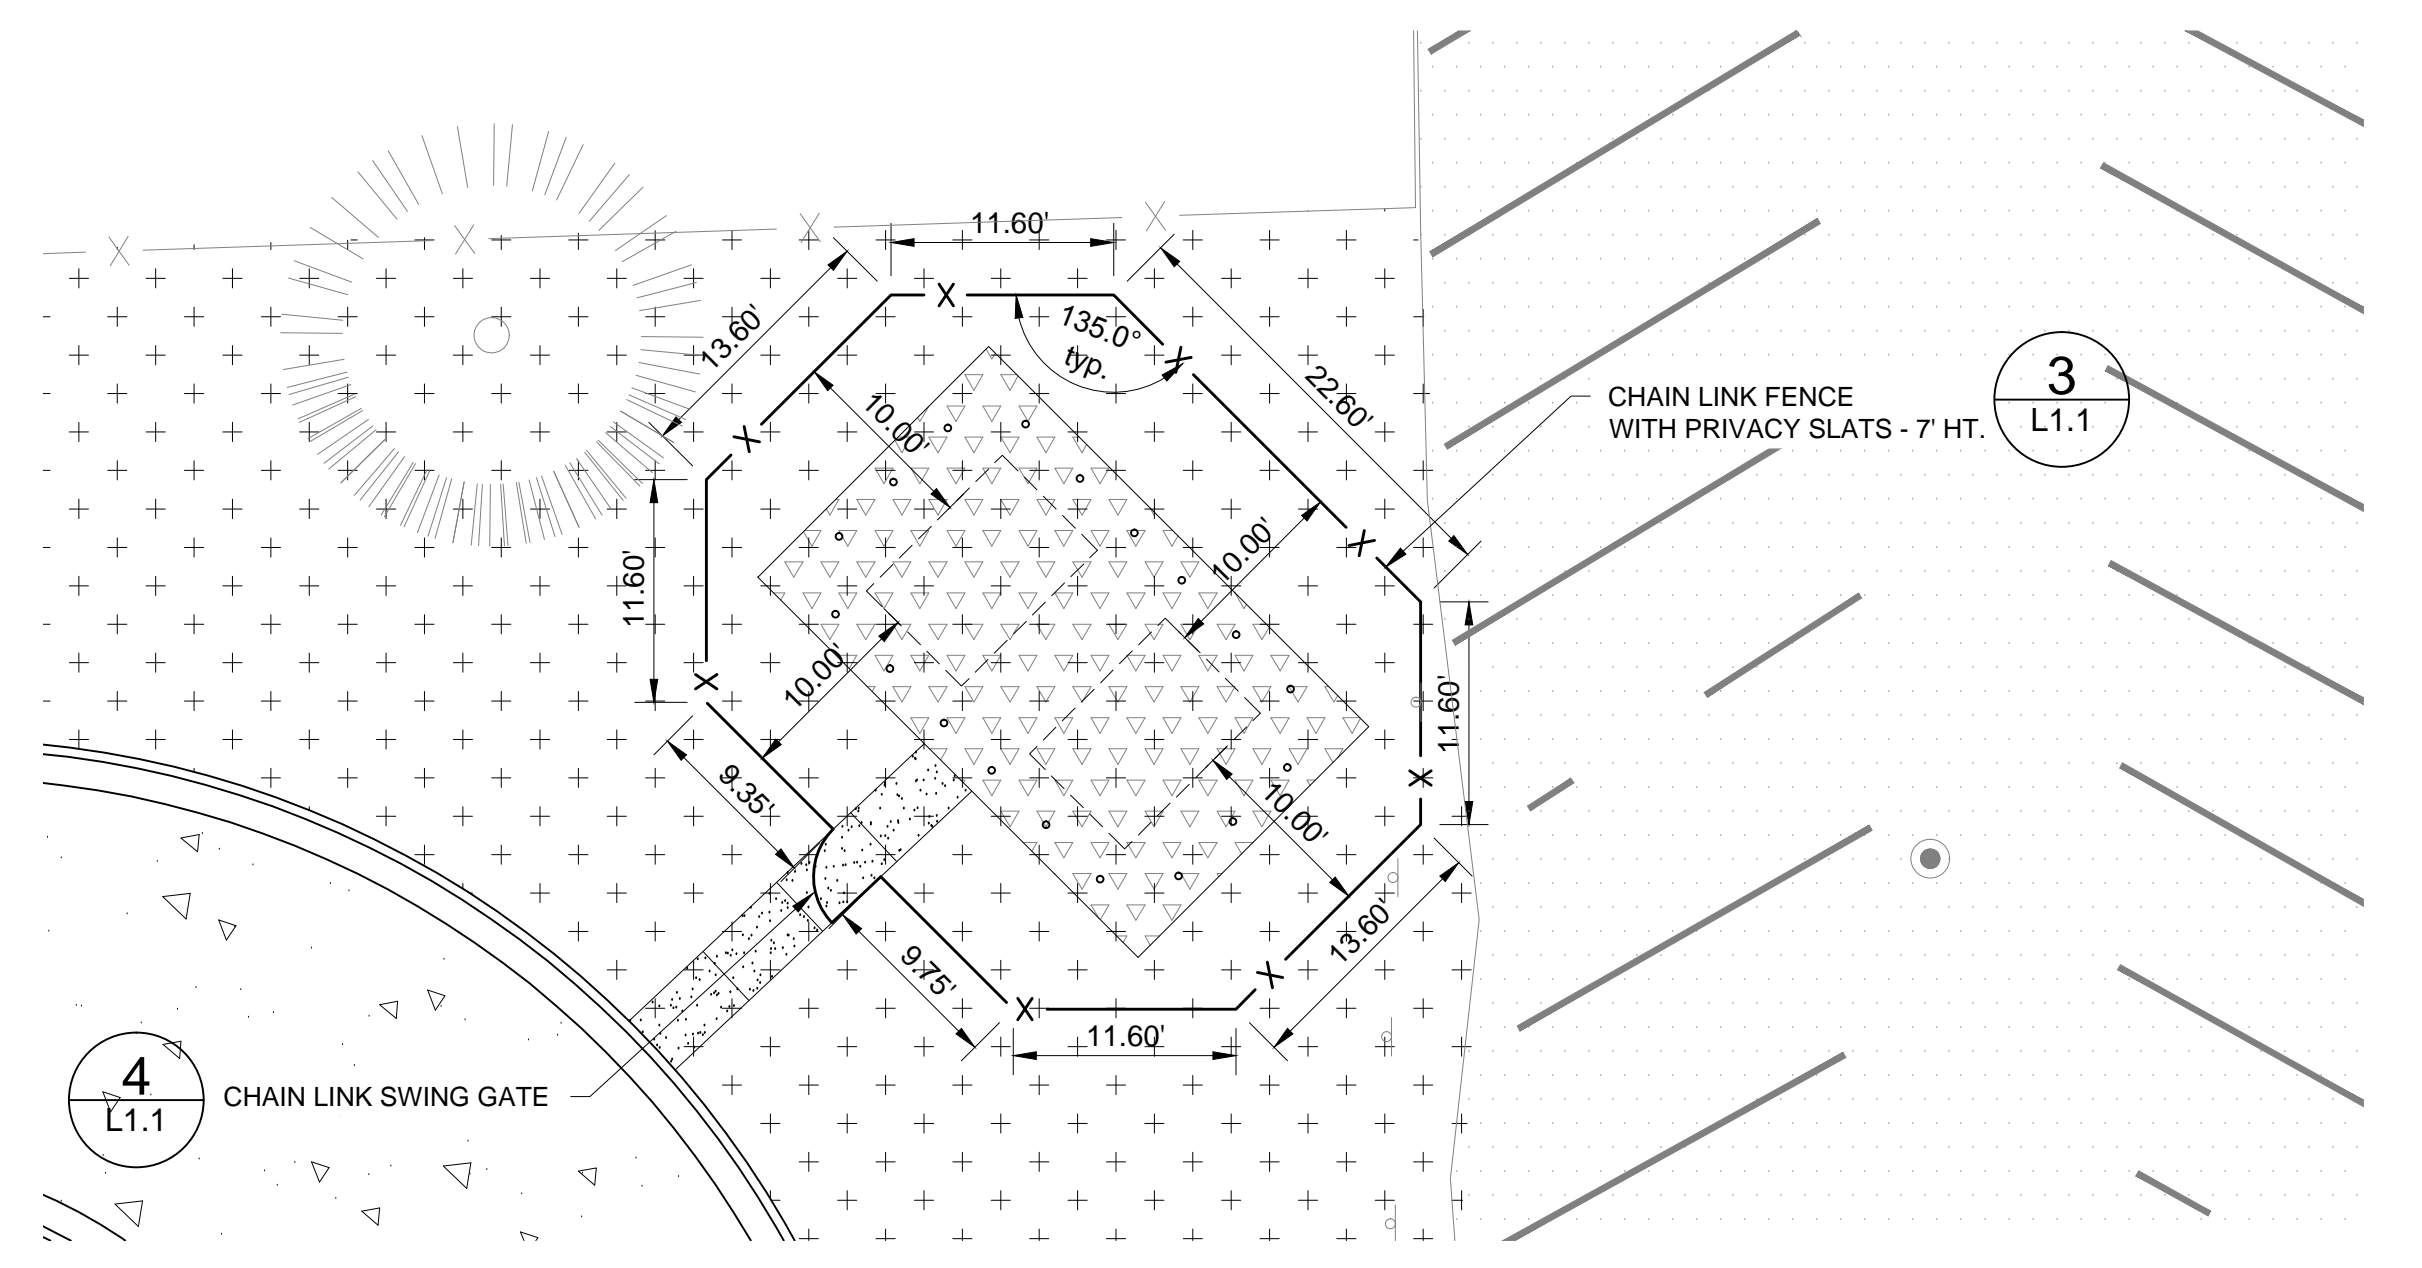 11.60'
13.60'
135.0°
typ.
22.60'
10.00'
CHAIN LINK FENCE
WITH PRIVACY SLATS - 7' HT.
3
L1.1
10.00'
11.60'
10.00'
11.60'
9.35'
10.00'
13.60'
9.75'
11.60'
4
L1.1
CHAIN LINK SWING GATE